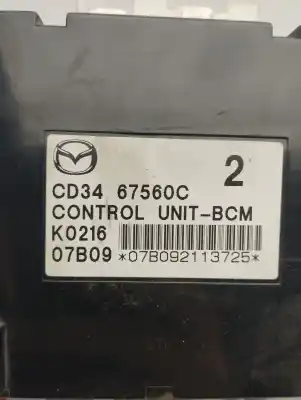 CD34 67560C 2
CONTROL UNIT-BCM
K0216
07B09 *07B092113725*